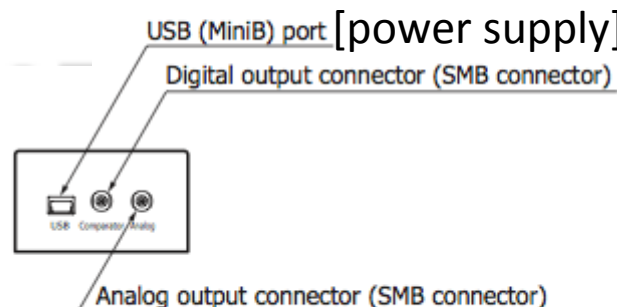 USB (MiniB) port [power supply]
Digital output connector (SMB connector)
USB Comparator Analog
Analog output connector (SMB connector)